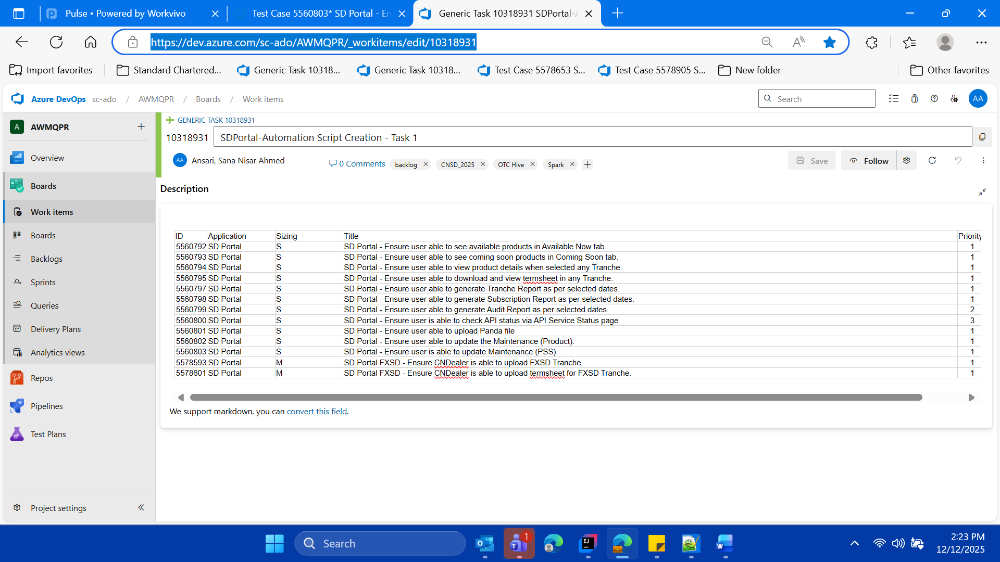 Pulse • Powered by Workvivo
Test Case 5560803* SD Portal - En
Generic Task 10318931 SDPortal-A
https://dev.azure.com/sc-ado/AWMQPR/_workitems/edit/10318931
Import favorites
Standard Chartered...
Generic Task 10318...
Generic Task 10318...
Test Case 5578653 S...
Test Case 5578905 S...
New folder
Other favorites
Azure DevOps sc-ado / AWMQPR / Boards / Work items
Search
AA
A AWMQPR
Overview
Boards
Work items
Boards
Backlogs
Sprints
Queries
Delivery Plans
Analytics views
Repos
Pipelines
Test Plans
Project settings
GENERIC TASK 10318931
10318931 SDPortal-Automation Script Creation - Task 1
AA Ansari, Sana Nisar Ahmed
0 Comments
backlog
CNSD_2025
OTC Hive
Spark
Save
Follow
Description
ID Application Sizing Title Priority
5560792 SD Portal S SD Portal - Ensure user able to see available products in Available Now tab. 1
5560793 SD Portal S SD Portal - Ensure user able to see coming soon products in Coming Soon tab. 1
5560794 SD Portal S SD Portal - Ensure user able to view product details when selected any Tranche. 1
5560795 SD Portal S SD Portal - Ensure user able to download and view termsheet in any Tranche. 1
5560797 SD Portal S SD Portal - Ensure user able to generate Tranche Report as per selected dates. 1
5560798 SD Portal S SD Portal - Ensure user able to generate Subscription Report as per selected dates. 1
5560799 SD Portal S SD Portal - Ensure user able to generate Audit Report as per selected dates. 2
5560800 SD Portal S SD Portal - Ensure user is able to check API status via API Service Status page 3
5560801 SD Portal S SD Portal - Ensure user able to upload Panda file 1
5560802 SD Portal S SD Portal - Ensure user able to update the Maintenance (Product). 1
5560803 SD Portal S SD Portal - Ensure user is able to update Maintenance (PSS). 1
5578593 SD Portal M SD Portal FXSD - Ensure CNDealer is able to upload FXSD Tranche. 1
5578601 SD Portal M SD Portal FXSD - Ensure CNDealer is able to upload termsheet for FXSD Tranche. 1
We support markdown, you can convert this field.
Search
1
2:23 PM
12/12/2025